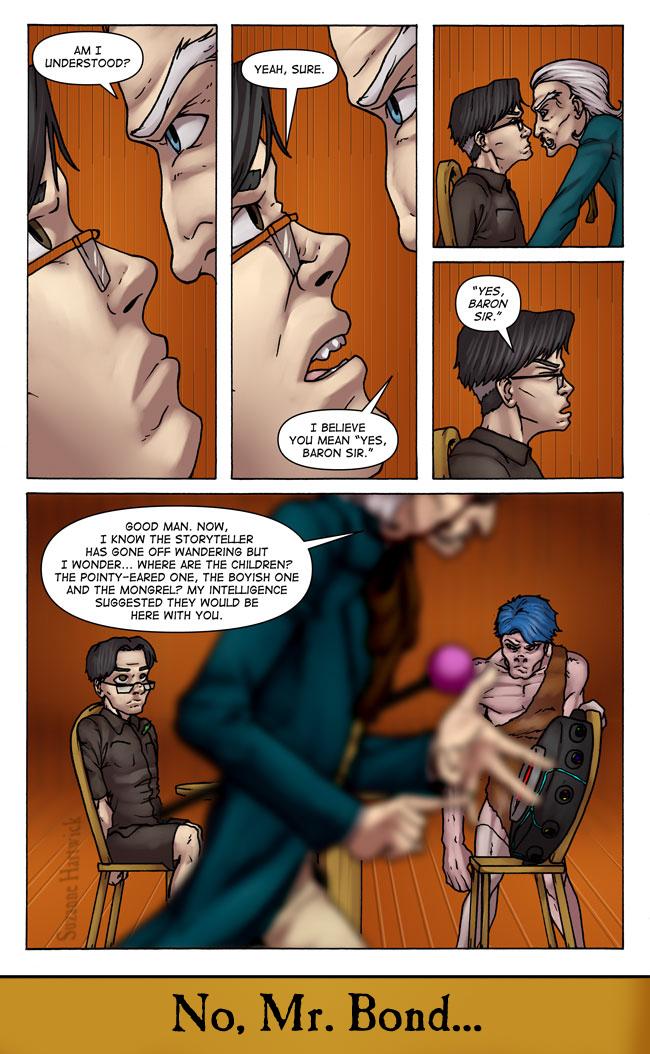 AM I
UNDERSTOOD?
YEAH, SURE.
I BELIEVE
YOU MEAN "YES,
BARON SIR."
"YES,
BARON
SIR."
GOOD MAN. NOW,
I KNOW THE STORYTELLER
HAS GONE OFF WANDERING BUT
I WONDER... WHERE ARE THE CHILDREN?
THE POINTY-EARED ONE, THE BOYISH ONE
AND THE MONGREL? MY INTELLIGENCE
SUGGESTED THEY WOULD BE
HERE WITH YOU.
Suzanne Hartwick
No, Mr. Bond...